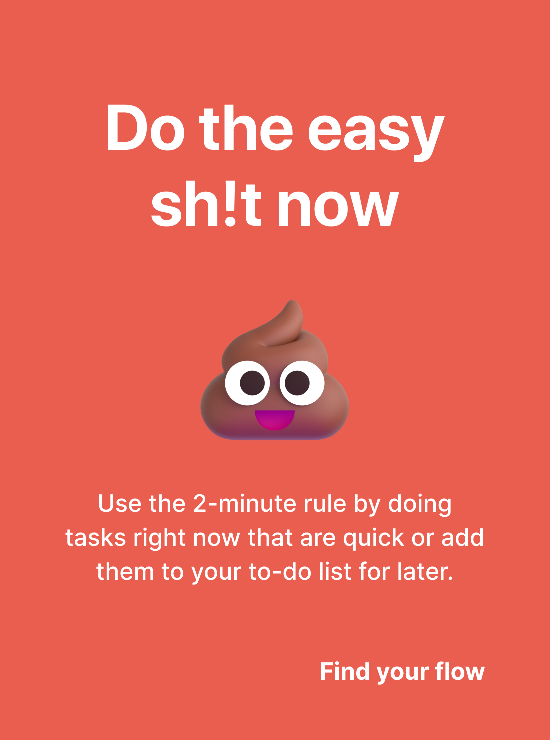 Do the easy
sh!t now
Use the 2-minute rule by doing
tasks right now that are quick or add
them to your to-do list for later.
Find your flow